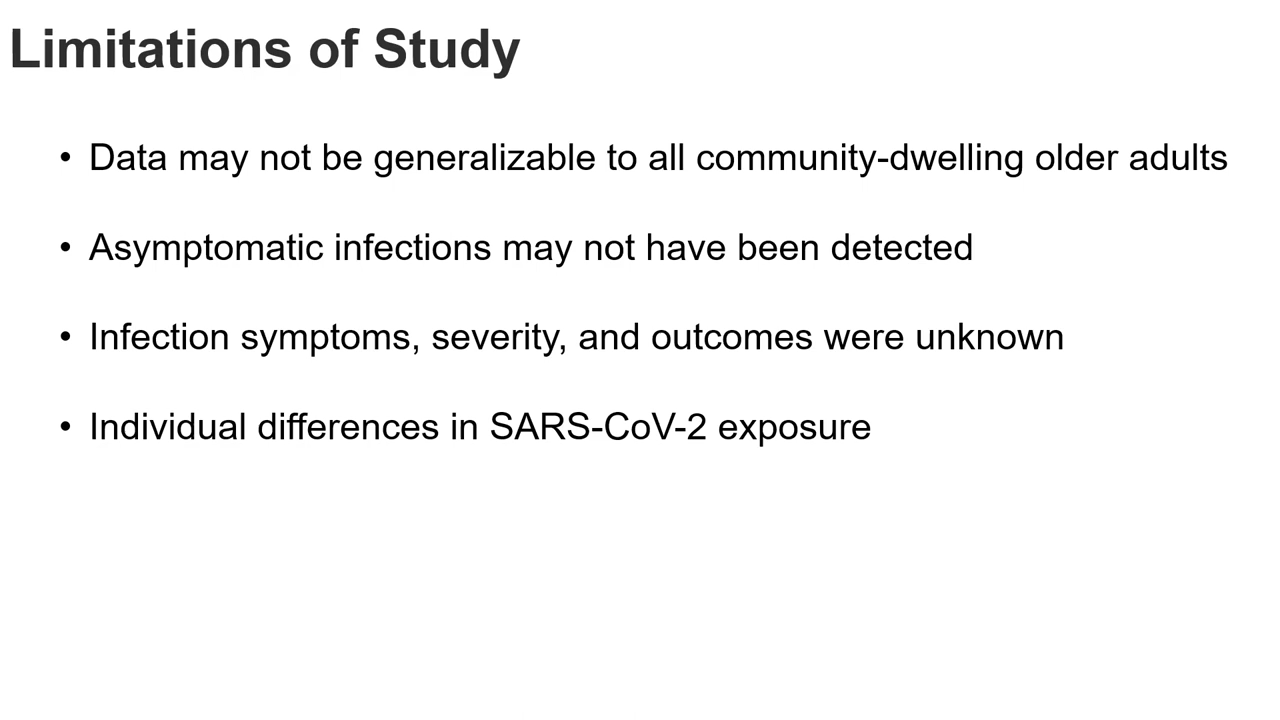 Limitations of Study
• Data may not be generalizable to all community-dwelling older adults
• Asymptomatic infections may not have been detected
• Infection symptoms, severity, and outcomes were unknown
• Individual differences in SARS-CoV-2 exposure